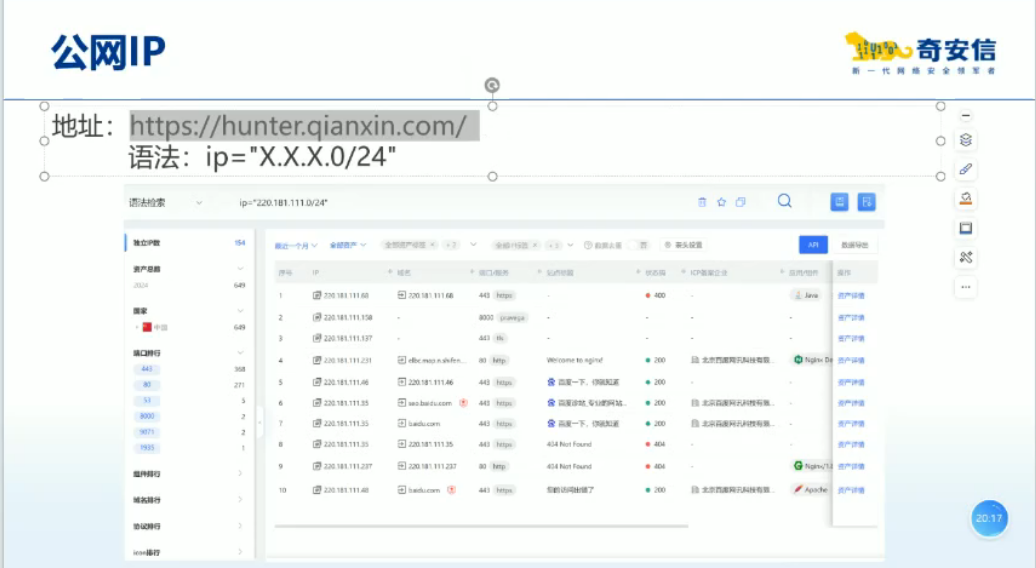 公网IP
奇安信
新一代网络安全领军者
地址：https://hunter.qianxin.com/
语法：ip="X.X.X.0/24"
语法检索 ip="220.181.111.0/24"
独立IP数 154
最近一个月 全部资产 API 数据导出
资产总数
2024 649
序号 IP 域名 端口/服务 站点标题 状态码 ICP备案企业 应用/组件 操作
国家
中国 649
端口排行
443 368
80 271
53 5
8000 2
9071 2
1935 1
组件排行
域名排行
协议排行
icon排行
1 220.181.111.68 220.181.111.68 443 https - 400 - Java 资产详情
2 220.181.111.158 - 8000 - - - - 资产详情
3 220.181.111.137 - 443 tls - - - - 资产详情
4 220.181.111.231 80 http Welcome to nginx! 200 北京百度网讯科技有限... 资产详情
5 220.181.111.46 220.181.111.46 443 https 百度一下，你就知道 200 - - 资产详情
6 220.181.111.35 seo.baidu.com 443 https 200 北京百度网讯科技有限... - 资产详情
7 220.181.111.35 baidu.com 443 https 百度一下，你就知道 200 北京百度网讯科技有限... - 资产详情
8 220.181.111.35 220.181.111.35 443 https 404 Not Found 404 - - 资产详情
9 220.181.111.237 220.181.111.237 80 http 404 Not Found 404 - 资产详情
10 220.181.111.48 baidu.com 443 https 你的访问出错了 200 北京百度网讯科技有限... Apache 资产详情
20:17